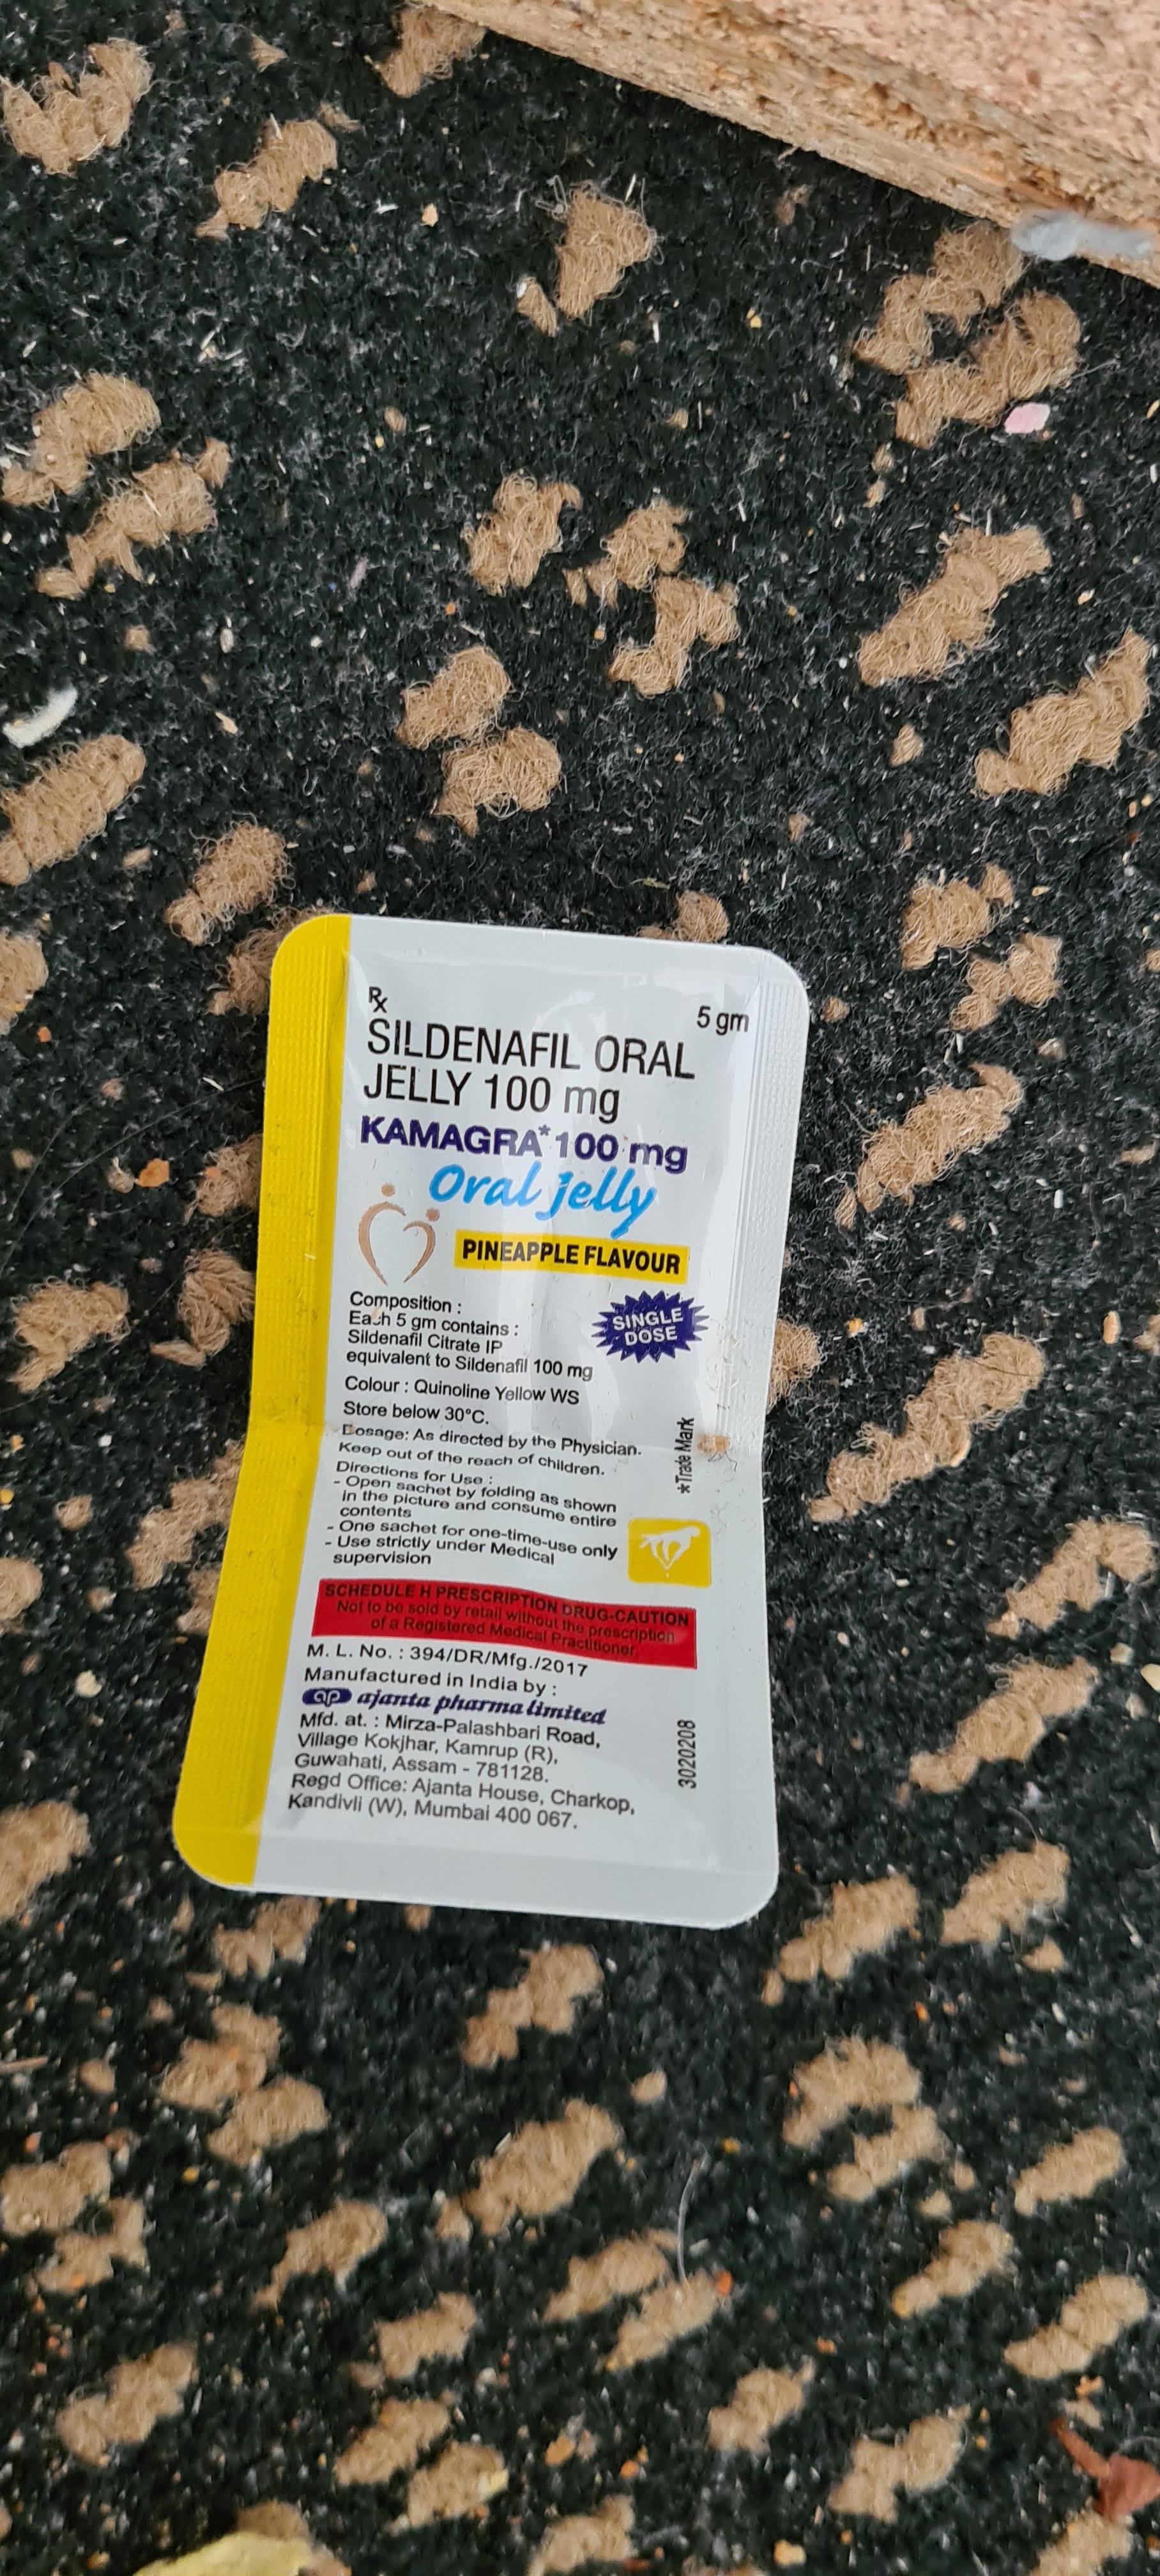 Rx
5 gm
SILDENAFIL ORAL
JELLY 100 mg
KAMAGRA* 100 mg
Oral jelly
PINEAPPLE FLAVOUR
SINGLE
DOSE
Composition :
Each 5 gm contains :
Sildenafil Citrate IP
equivalent to Sildenafil 100 mg
Colour : Quinoline Yellow WS
Store below 30°C.
Dosage: As directed by the Physician.
Keep out of the reach of children.
Directions for Use :
- Open sachet by folding as shown
in the picture and consume entire
contents
- One sachet for one-time-use only
- Use strictly under Medical
supervision
*Trade Mark
SCHEDULE H PRESCRIPTION DRUG-CAUTION
Not to be sold by retail without the prescription
of a Registered Medical Practitioner.
M. L. No. : 394/DR/Mfg./2017
Manufactured in India by :
ap ajanta pharma limited
Mfd. at. : Mirza-Palashbari Road,
Village Kokjhar, Kamrup (R),
Guwahati, Assam - 781128.
Regd Office: Ajanta House, Charkop,
Kandivli (W), Mumbai 400 067.
3020208